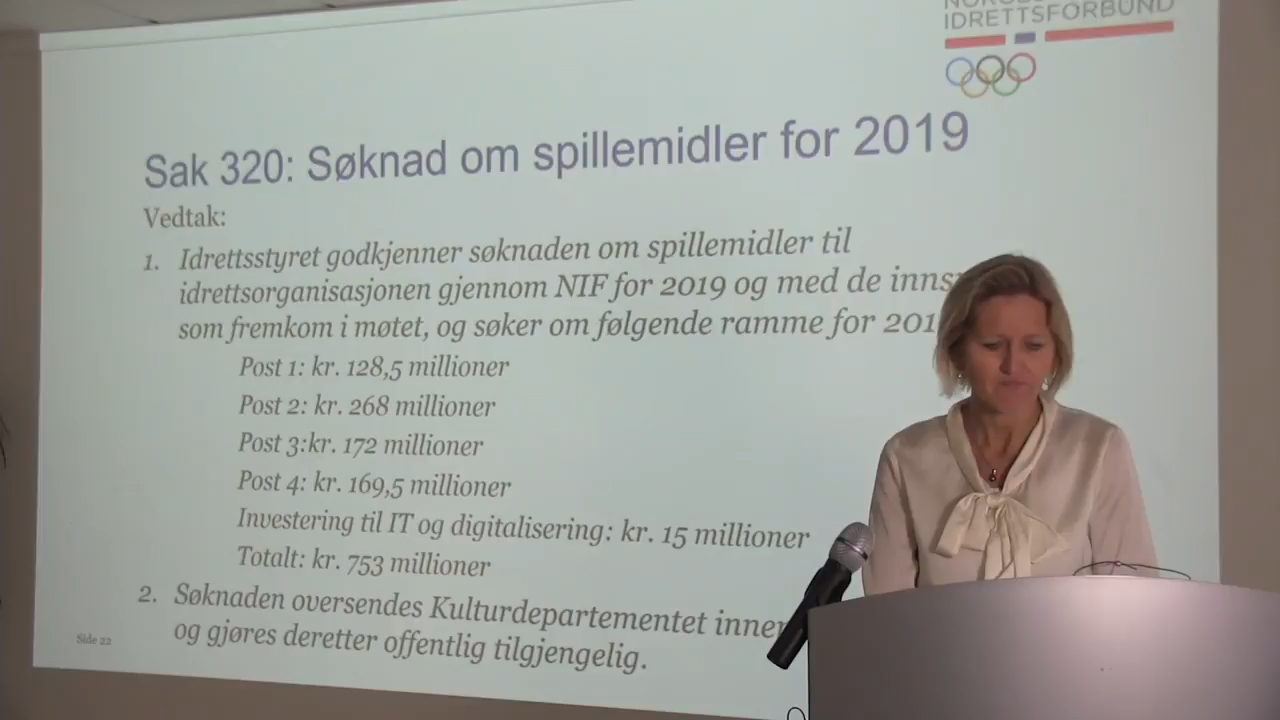 IDRETTSFORBUND
Sak 320: Søknad om spillemidler for 2019
Vedtak:
1. Idrettsstyret godkjenner søknaden om spillemidler til
idrettsorganisasjonen gjennom NIF for 2019 og med de
som fremkom i møtet, og søker om følgende ramme for
Post 1: kr. 128,5 millioner
Post 2: kr. 268 millioner
Post 3:kr. 172 millioner
Post 4: kr. 169,5 millioner
Investering til IT og digitalisering: kr. 15 millioner
Totalt: kr. 753 millioner
2. Søknaden oversendes Kulturdepartementet
og gjøres deretter offentlig tilgjengelig.
Side 22